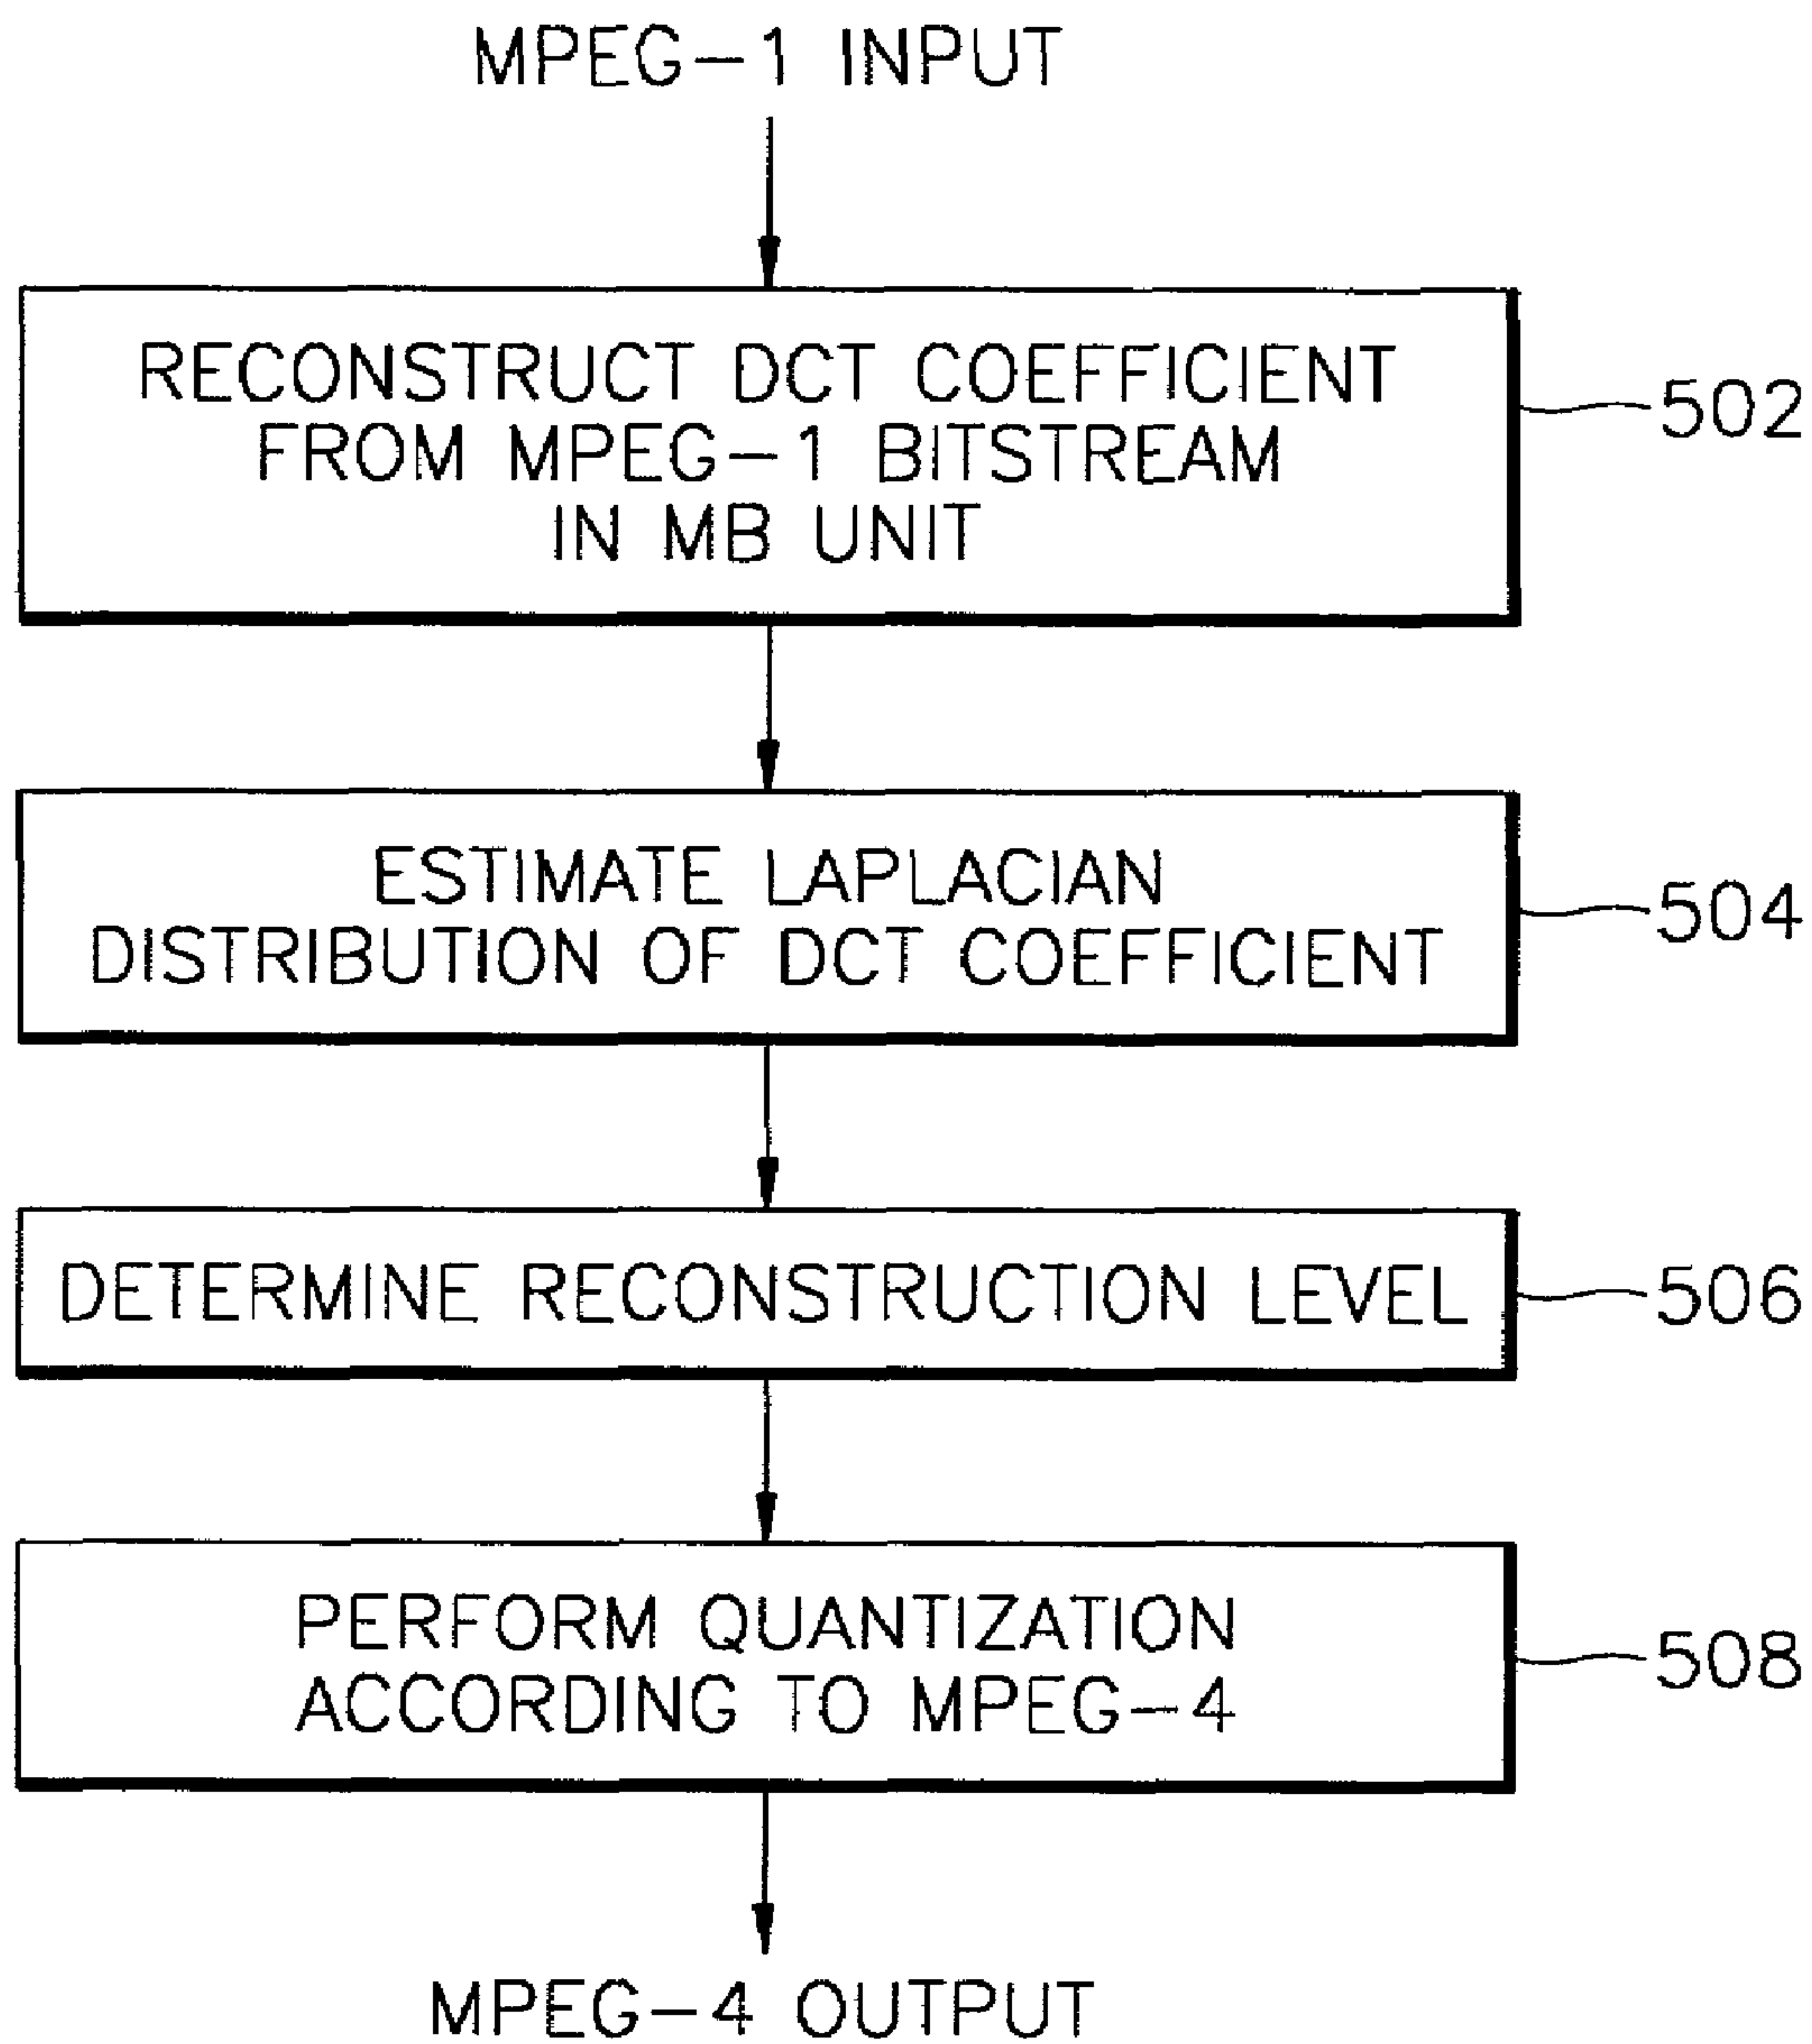 MPEG-1 INPUT
RECONSTRUCT DCT COEFFICIENT
FROM MPEG-1 BITSTREAM
IN MB UNIT
502
ESTIMATE LAPLACIAN
DISTRIBUTION OF DCT COEFFICIENT
504
DETERMINE RECONSTRUCTION LEVEL
506
PERFORM QUANTIZATION
ACCORDING TO MPEG-4
508
MPEG-4 OUTPUT